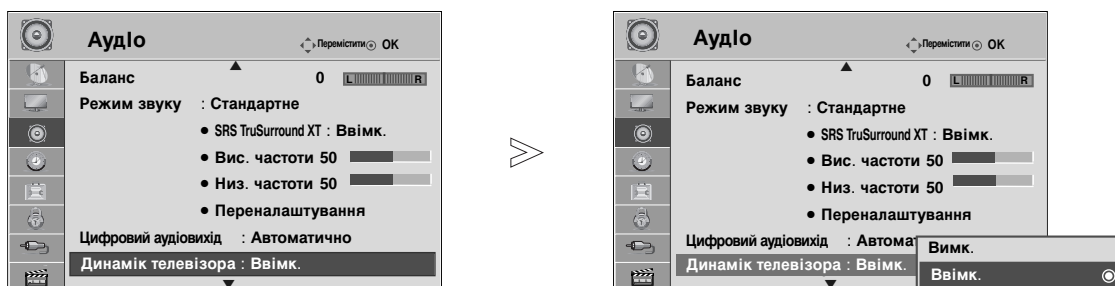 АудІо
Перемістити OK
Баланс 0 L R
Режим звуку : Стандартне
• SRS TruSurround XT : Ввімк.
• Вис. частоти 50
• Низ. частоти 50
• Переналаштування
Цифровий аудіовихід : Автоматично
Динамік телевізора : Ввімк.
АудІо
Перемістити OK
Баланс 0 L R
Режим звуку : Стандартне
• SRS TruSurround XT : Ввімк.
• Вис. частоти 50
• Низ. частоти 50
• Переналаштування
Цифровий аудіовихід : Автомат
Динамік телевізора : Ввімк.
Вимк.
Ввімк.